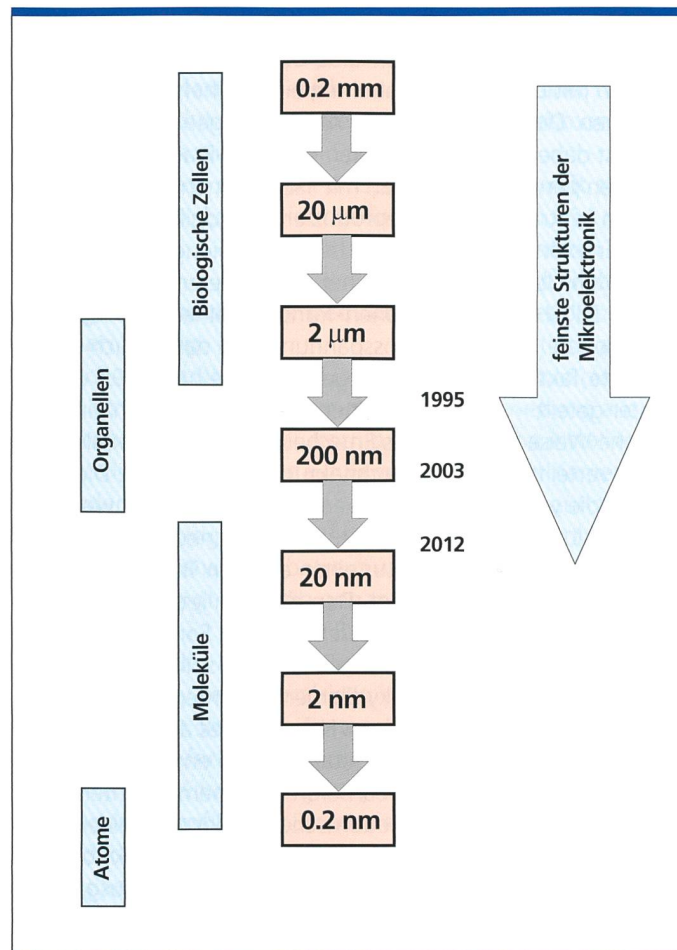 0.2 mm
Biologische Zellen
20 µm
2 µm
Organellen
1995
200 nm
2003
2012
20 nm
Moleküle
2 nm
0.2 nm
Atome
feinste Strukturen der
Mikroelektronik